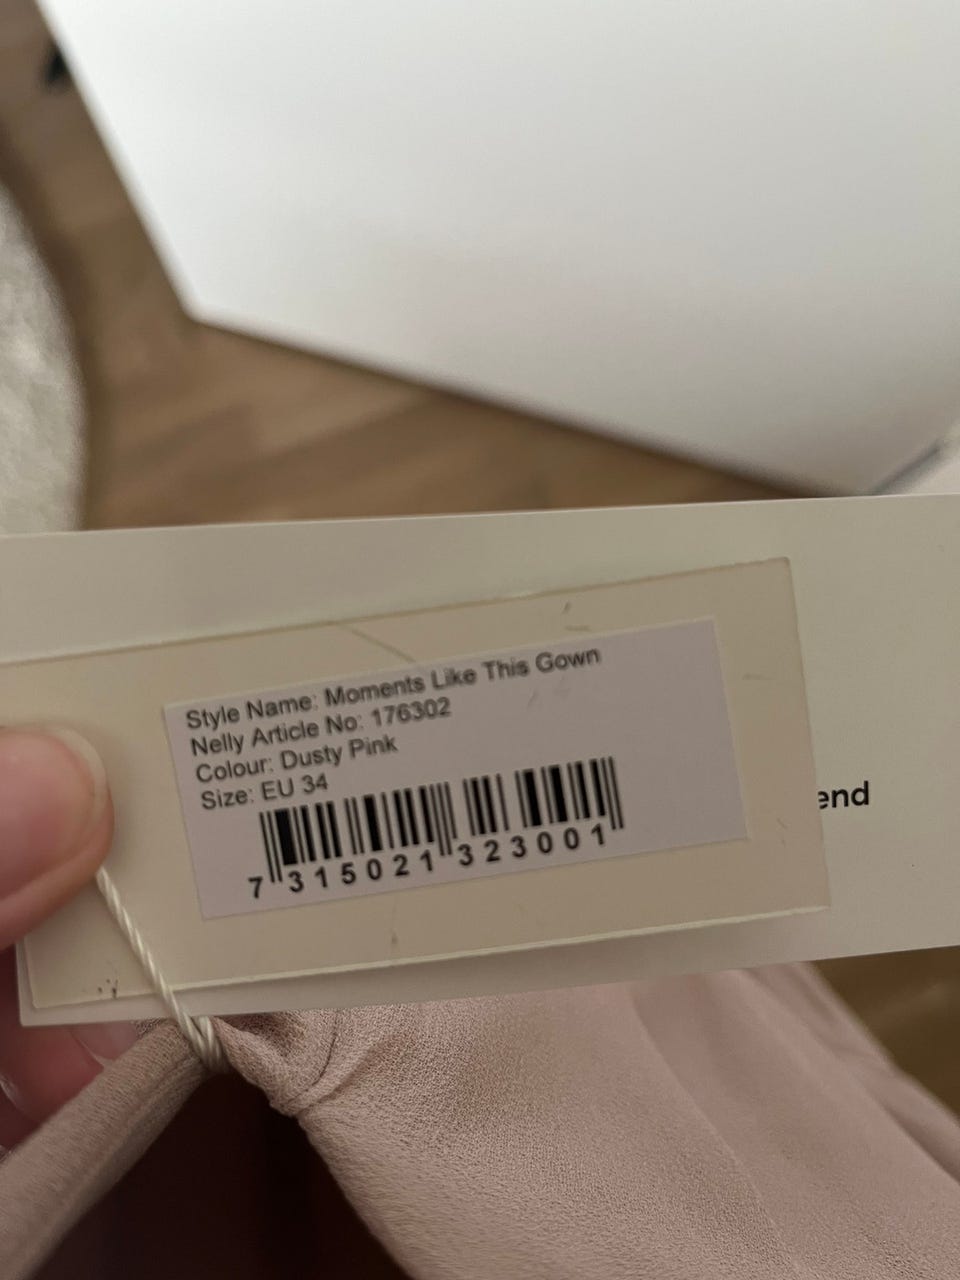 Style Name: Moments Like This Gown
Nelly Article No: 176302
Colour: Dusty Pink
Size: EU 34
7 315021 323001
end